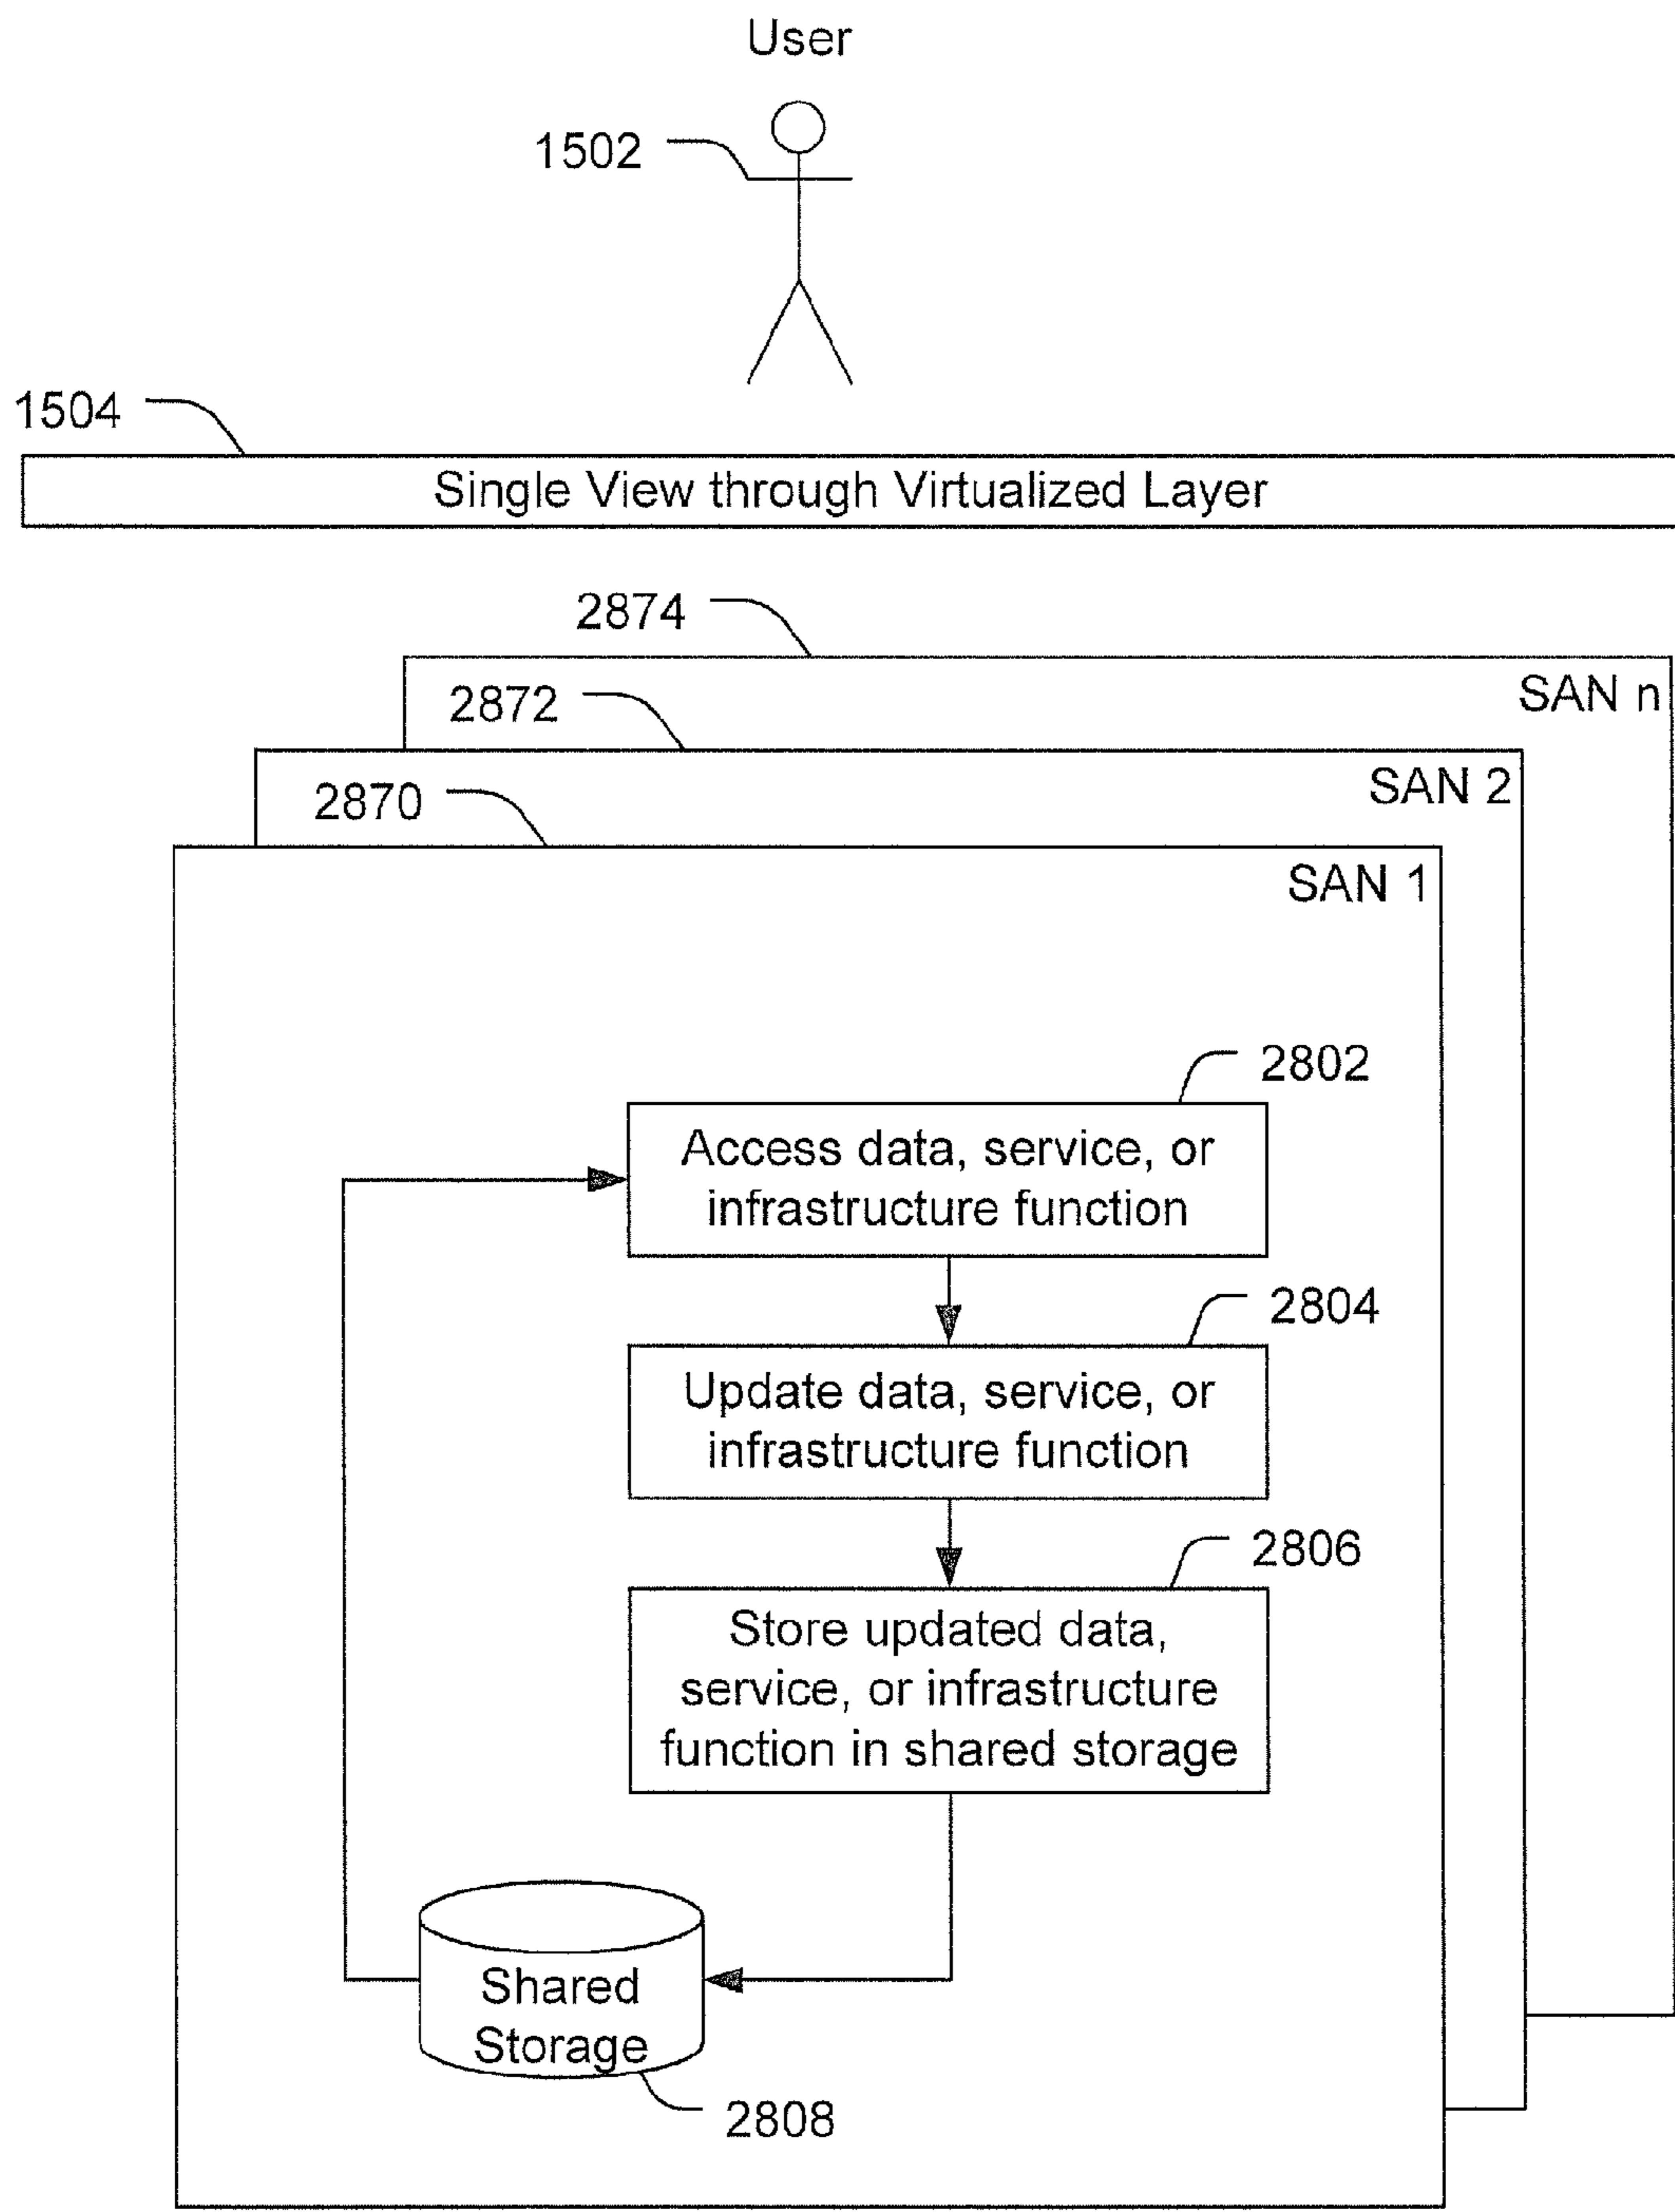 User
1502
1504
Single View through Virtualized Layer
2874
SAN n
2872
SAN 2
2870
SAN 1
2802
Access data, service, or
infrastructure function
2804
Update data, service, or
infrastructure function
2806
Store updated data,
service, or infrastructure
function in shared storage
Shared
Storage
2808